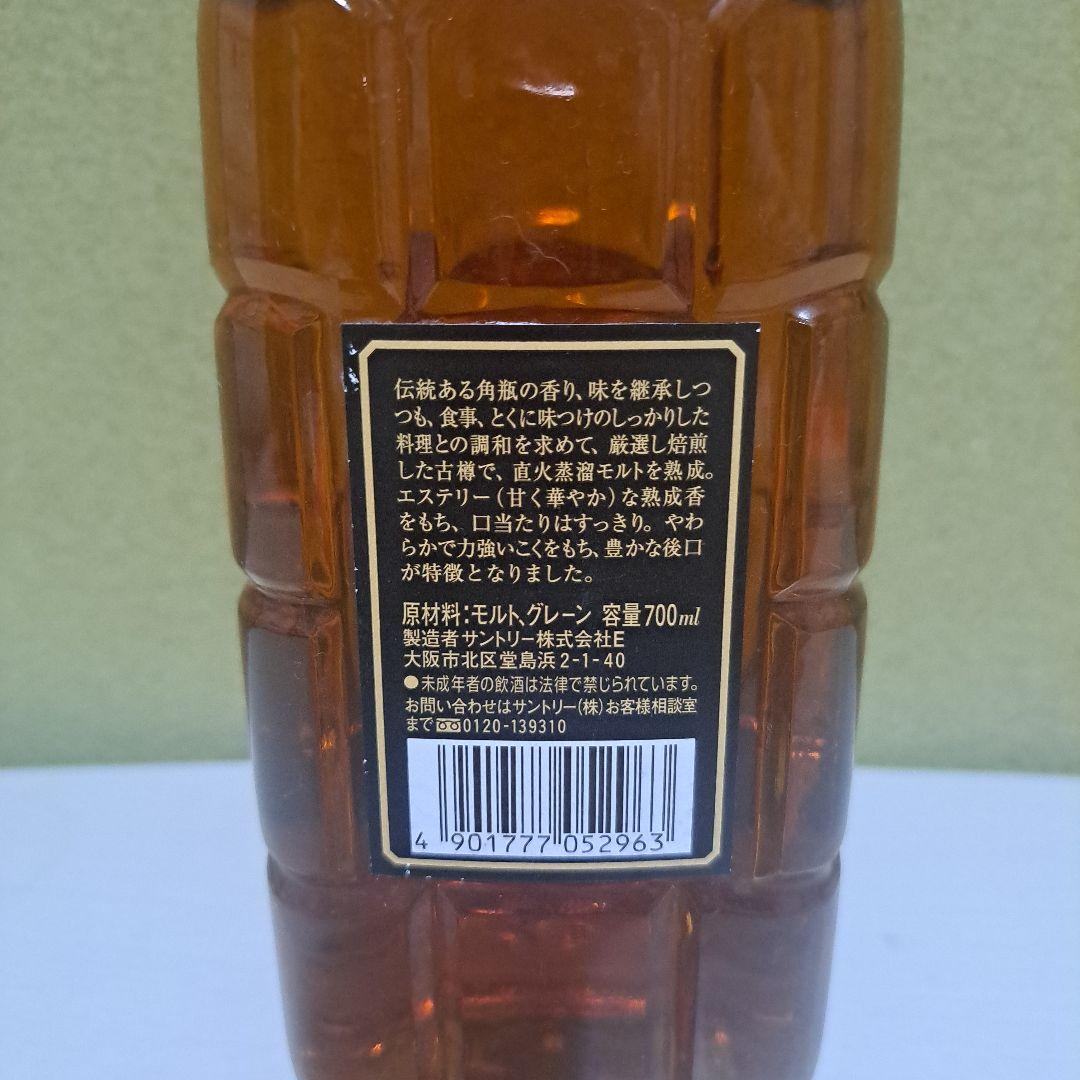 伝統ある角瓶の香り、味を継承しつ
つも、食事、とくに味つけのしっかりした
料理との調和を求めて、厳選し焙煎
した古樽で、直火蒸溜モルトを熟成。
エステリー(甘く華やか)な熟成香
をもち、口当たりはすっきり。やわ
らかで力強いこくをもち、豊かな後口
が特徴となりました。
原材料:モルト、グレーン 容量700ml
製造者サントリー株式会社E
大阪市北区堂島浜2-1-40
●未成年者の飲酒は法律で禁じられています。
お問い合わせはサントリー(株)お客様相談室
まで0120-139310
4 901777 052963